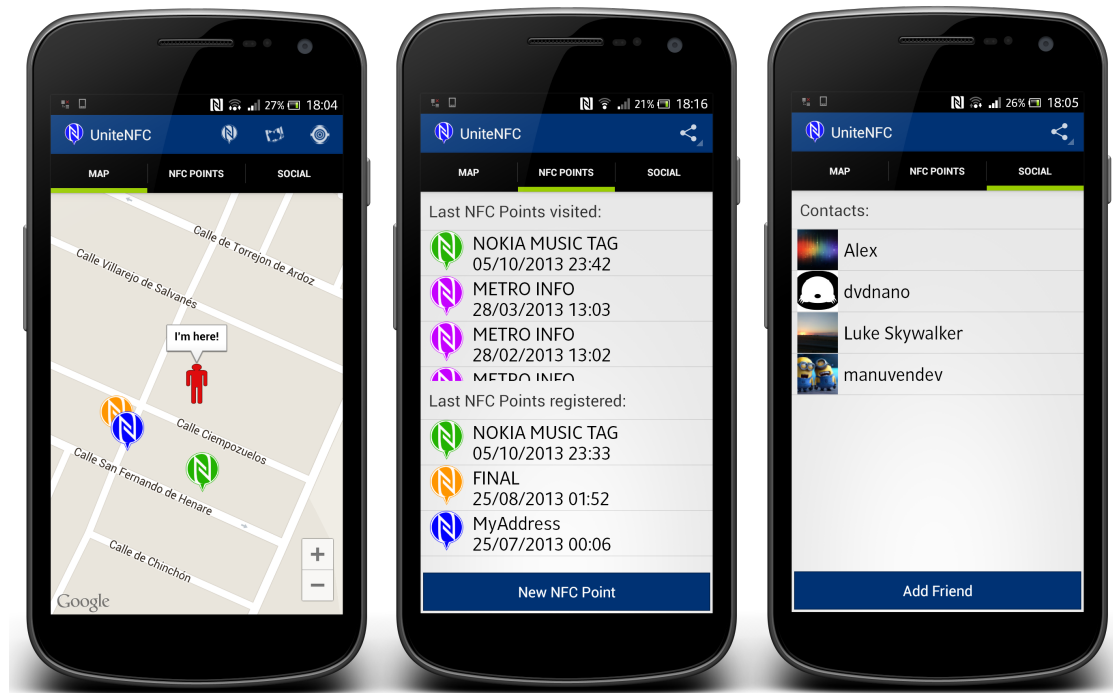 27% 18:04
UniteNFC
MAP NFC POINTS SOCIAL
Calle de Torrejon de Ardoz
Calle Villarejo de Salvanés
I'm here!
Calle Ciempozuelos
Calle San Fernando de Henare
Calle de Chinchón
+
−
Google
21% 18:16
UniteNFC
MAP NFC POINTS SOCIAL
Last NFC Points visited:
NOKIA MUSIC TAG
05/10/2013 23:42
METRO INFO
28/03/2013 13:03
METRO INFO
28/02/2013 13:02
METRO INFO
Last NFC Points registered:
NOKIA MUSIC TAG
05/10/2013 23:33
FINAL
25/08/2013 01:52
MyAddress
25/07/2013 00:06
New NFC Point
26% 18:05
UniteNFC
MAP NFC POINTS SOCIAL
Contacts:
Alex
dvdnano
Luke Skywalker
manuvendev
Add Friend